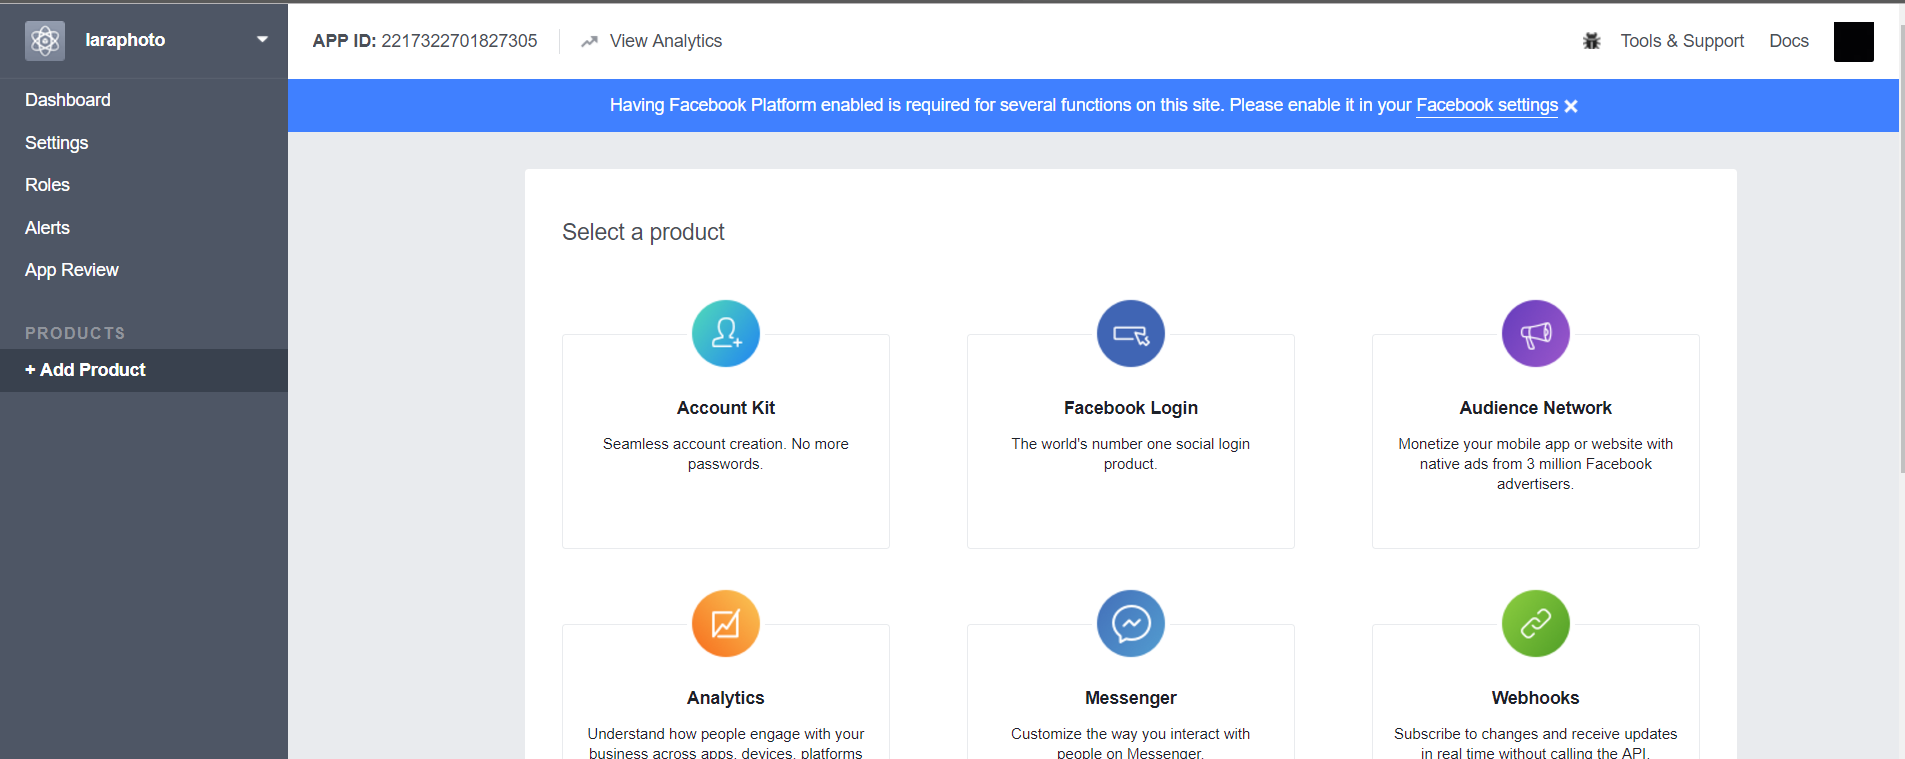 laraphoto
APP ID: 2217322701827305
View Analytics
Tools & Support
Docs
Dashboard
Settings
Roles
Alerts
App Review
PRODUCTS
+ Add Product
Having Facebook Platform enabled is required for several functions on this site. Please enable it in your Facebook settings
Select a product
Account Kit
Seamless account creation. No more
passwords.
Facebook Login
The world's number one social login
product.
Audience Network
Monetize your mobile app or website with
native ads from 3 million Facebook
advertisers.
Analytics
Understand how people engage with your
business across apps, devices, platforms
Messenger
Customize the way you interact with
people on Messenger.
Webhooks
Subscribe to changes and receive updates
in real time without calling the API.